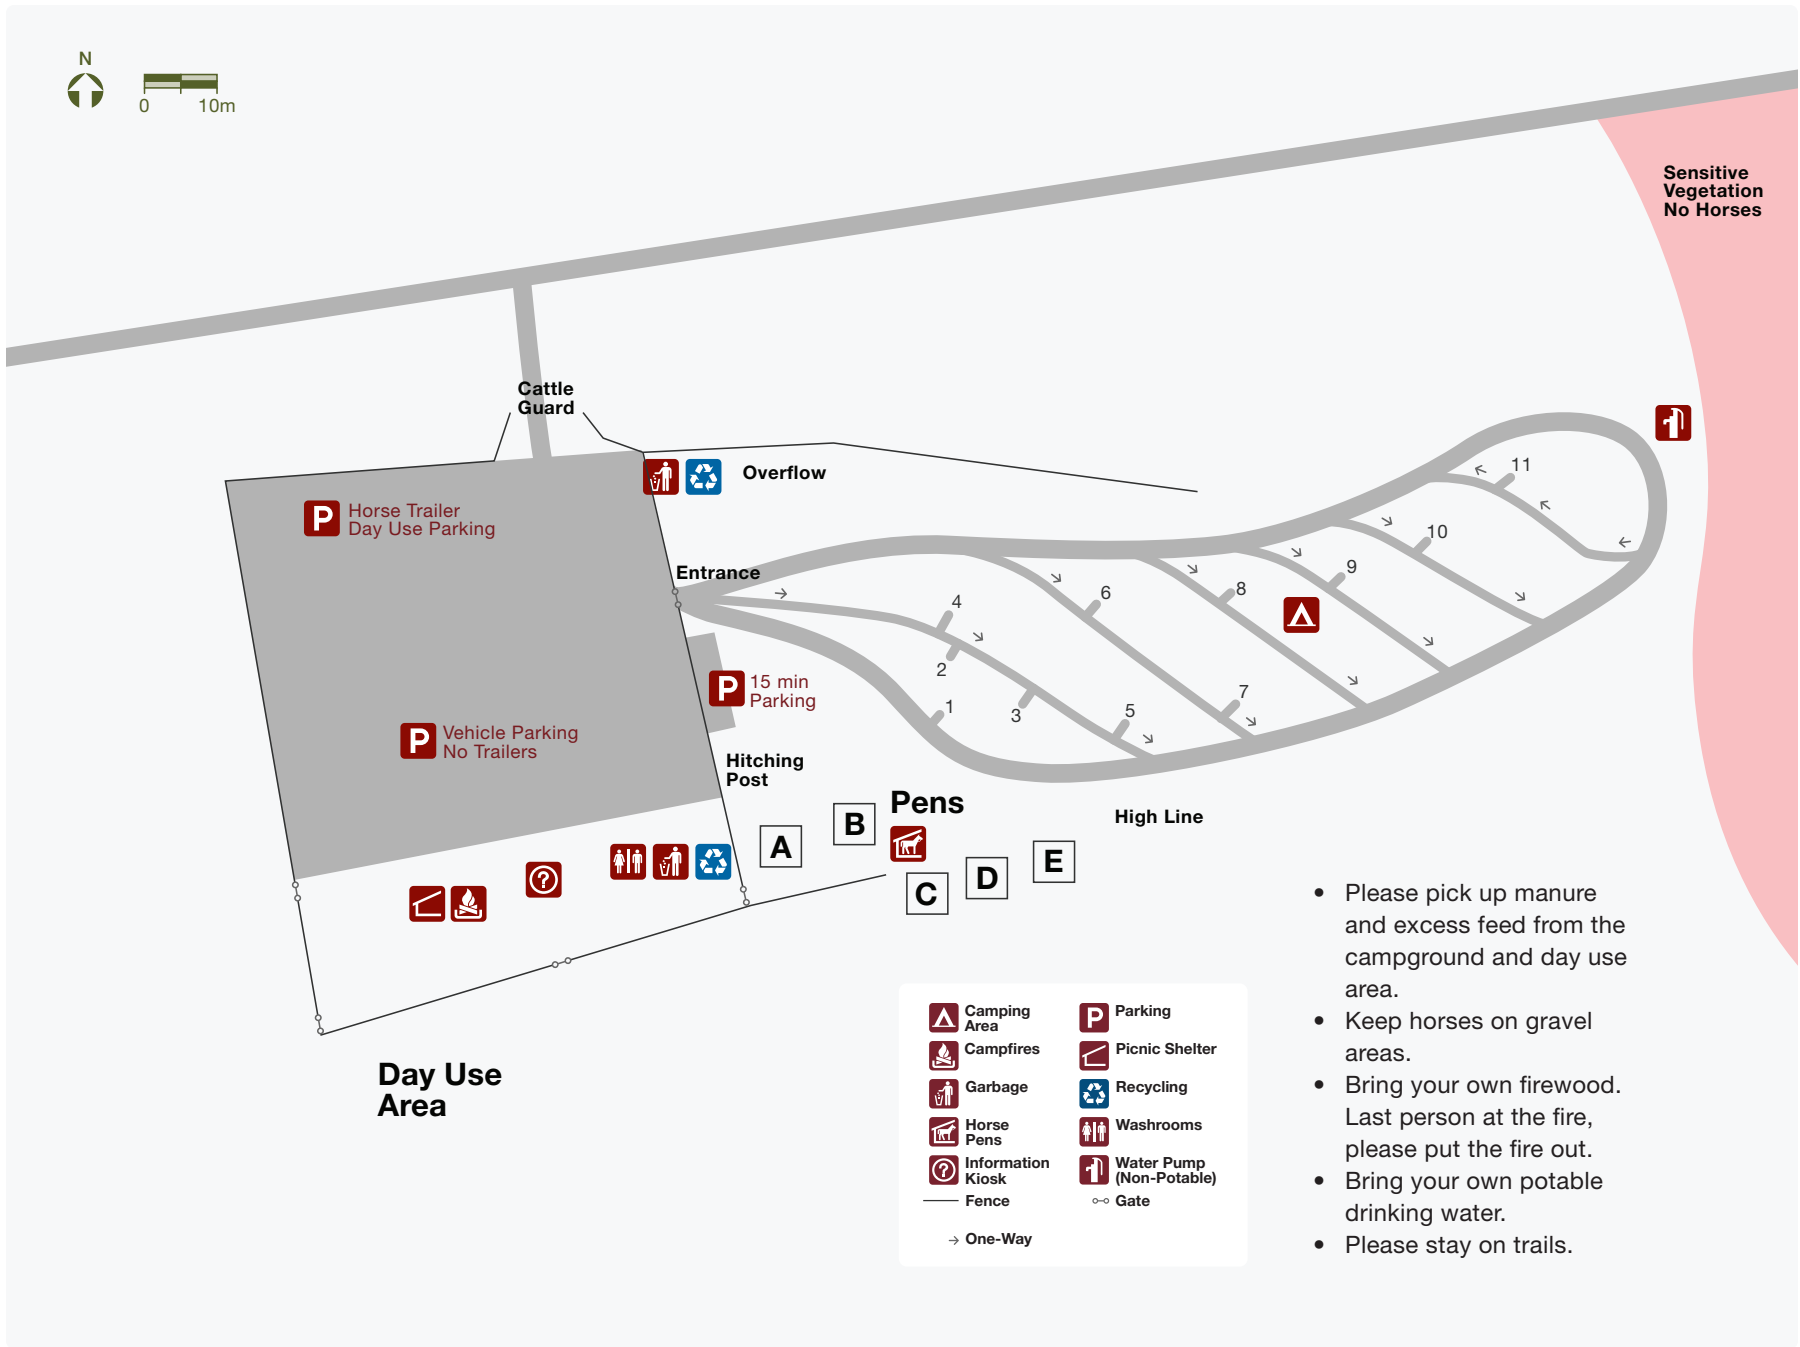 N
0 10m
Sensitive
Vegetation
No Horses
Cattle
Guard
Overflow
P Horse Trailer
Day Use Parking
Entrance
11
10
9
8
6
4
2
7
1
3
5
P 15 min
Parking
P Vehicle Parking
No Trailers
Hitching
Post
Pens
High Line
A
B
C
D
E
?
Day Use
Area
• Please pick up manure
and excess feed from the
campground and day use
area.
• Keep horses on gravel
areas.
• Bring your own firewood.
Last person at the fire,
please put the fire out.
• Bring your own potable
drinking water.
• Please stay on trails.
Camping
Area
P Parking
Campfires
Picnic Shelter
Garbage
Recycling
Horse
Pens
Washrooms
? Information
Kiosk
Water Pump
(Non-Potable)
Fence
Gate
One-Way